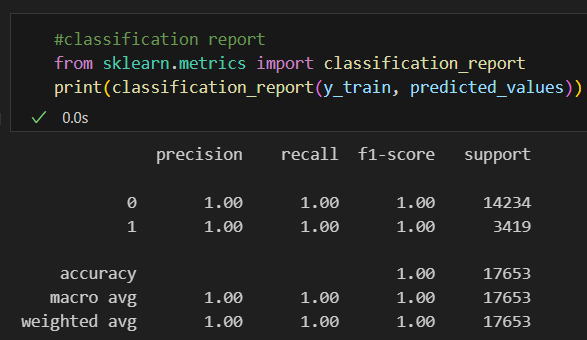 #classification report
from sklearn.metrics import classification_report
print(classification_report(y_train, predicted_values))
0.0s
precision recall f1-score support
0 1.00 1.00 1.00 14234
1 1.00 1.00 1.00 3419
accuracy 1.00 17653
macro avg 1.00 1.00 1.00 17653
weighted avg 1.00 1.00 1.00 17653